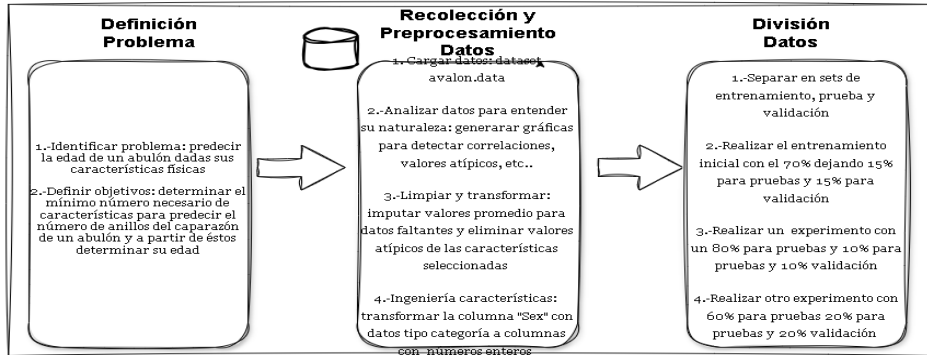 Definición
Problema
1.-Identificar problema: predecir
la edad de un abulón dadas sus
características físicas
2.-Definir objetivos: determinar el
mínimo número necesario de
características para predecir el
número de anillos del caparazón
de un abulón y a partir de éstos
determinar su edad
Recolección y
Preprocesamiento
Datos
1. Cargar datos: dataset
avalon.data
2.-Analizar datos para entender
su naturaleza: generarar gráficas
para detectar correlaciones,
valores atípicos, etc..
3.-Limpiar y transformar:
imputar valores promedio para
datos faltantes y eliminar valores
atípicos de las características
seleccionadas
4.-Ingeniería características:
transformar la columna "Sex" con
datos tipo categoría a columnas
con números enteros
División
Datos
1.-Separar en sets de
entrenamiento, prueba y
validación
2.-Realizar el entrenamiento
inicial con el 70% dejando 15%
para pruebas y 15% para
validación
3.-Realizar un experimento con
un 80% para pruebas y 10% para
pruebas y 10% validación
4.-Realizar otro experimento con
60% para pruebas 20% para
pruebas y 20% validación